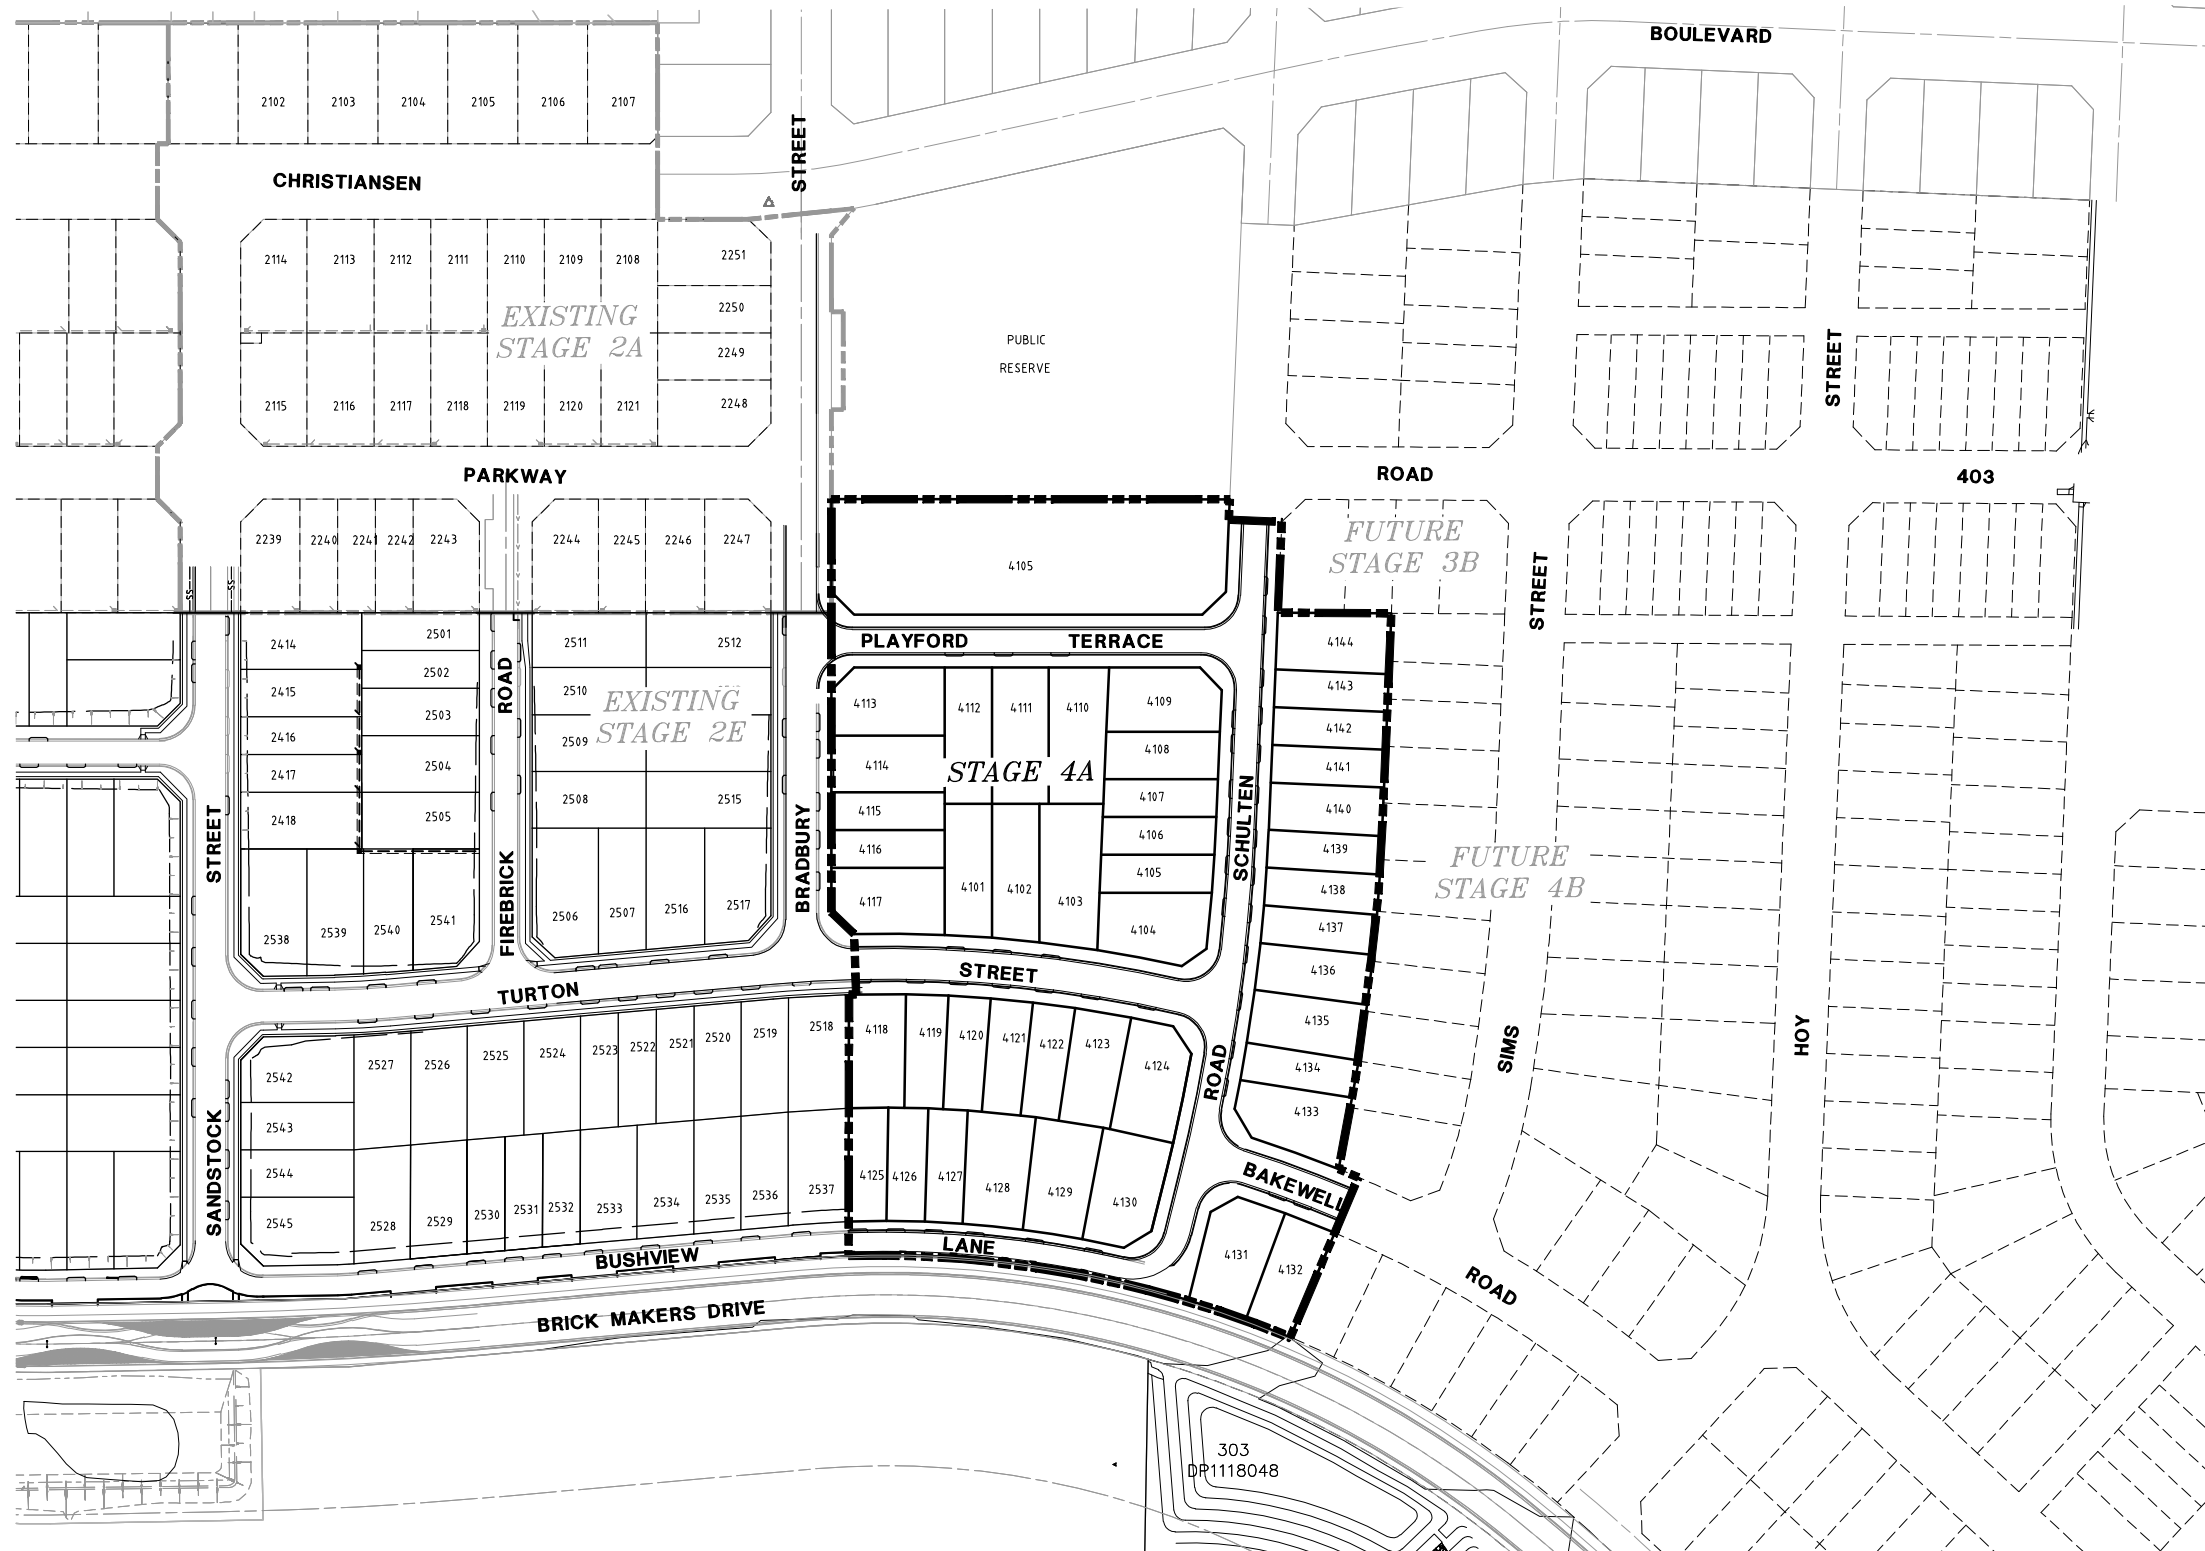 BOULEVARD
2102 2103 2104 2105 2106 2107
STREET
CHRISTIANSEN
2114 2113 2112 2111 2110 2109 2108 2251
2250
EXISTING
STAGE 2A
PUBLIC
RESERVE
2249
STREET
2115 2116 2117 2118 2119 2120 2121 2248
PARKWAY
ROAD
403
2239 2240 2241 2242 2243 2244 2245 2246 2247
FUTURE
STAGE 3B
4105
STREET
SS
SS
2414 2501 2511 2512
PLAYFORD TERRACE
4144
2415 2502 2510
ROAD
EXISTING
STAGE 2E
4143
2416 2503 2509
4113 4112 4111 4110 4109
4142
2417 2504
4114
STAGE 4A
4108
4141
2418 2505 2508 2515
4115 4107
4140
4116 4106
4139
STREET
FIREBRICK
BRADBURY
SCHULTEN
FUTURE
STAGE 4B
4105
4138
4117 4101 4102 4103 4104
4137
2538 2539 2540 2541 2506 2507 2516 2517
4136
STREET
TURTON
4135
2542 2527 2526 2525 2524 2523 2522 2521 2520 2519 2518
4118 4119 4120 4121 4122 4123 4124
4134
ROAD
SIMS
HOY
4133
2543
2544
SANDSTOCK
2545 2528 2529 2530 2531 2532 2533 2534 2535 2536 2537
4125 4126 4127 4128 4129 4130
BAKEWELL
4131 4132
BUSHVIEW
LANE
ROAD
BRICK MAKERS DRIVE
303
DP1118048